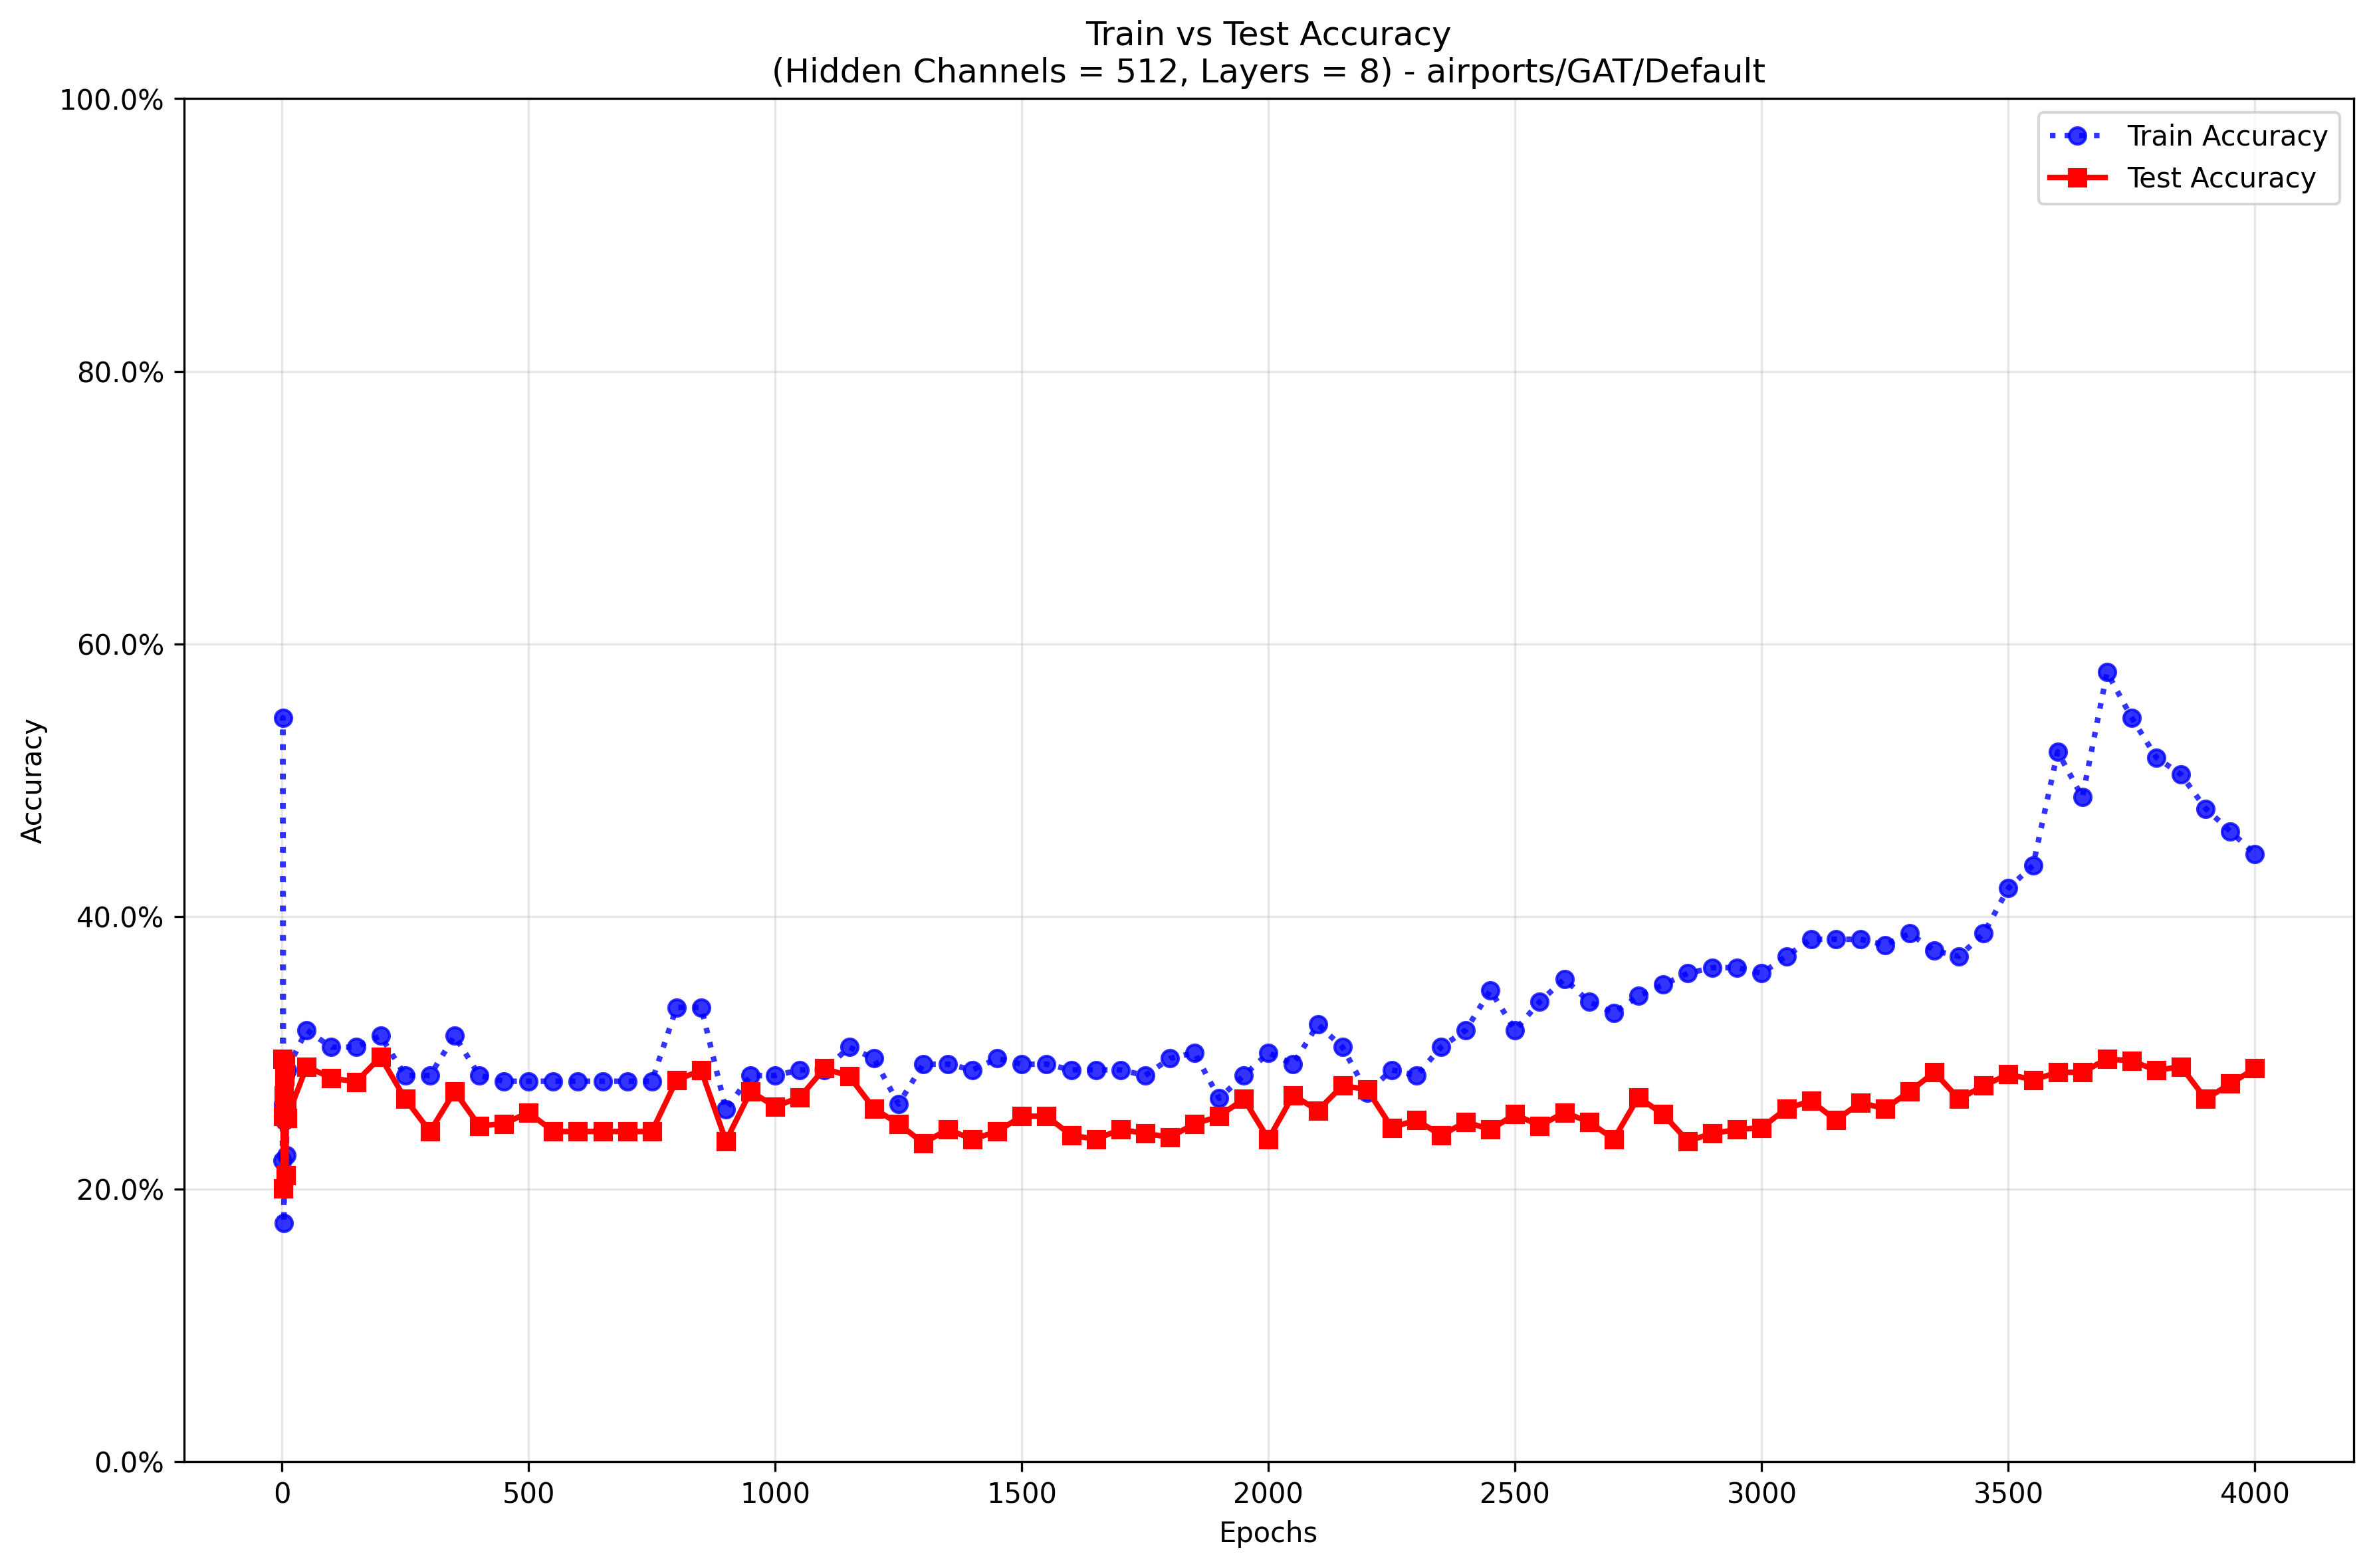 Train vs Test Accuracy
(Hidden Channels = 512, Layers = 8) - airports/GAT/Default
100.0%
80.0%
60.0%
40.0%
20.0%
0.0%
Accuracy
Train Accuracy
Test Accuracy
0
500
1000
1500
2000
2500
3000
3500
4000
Epochs